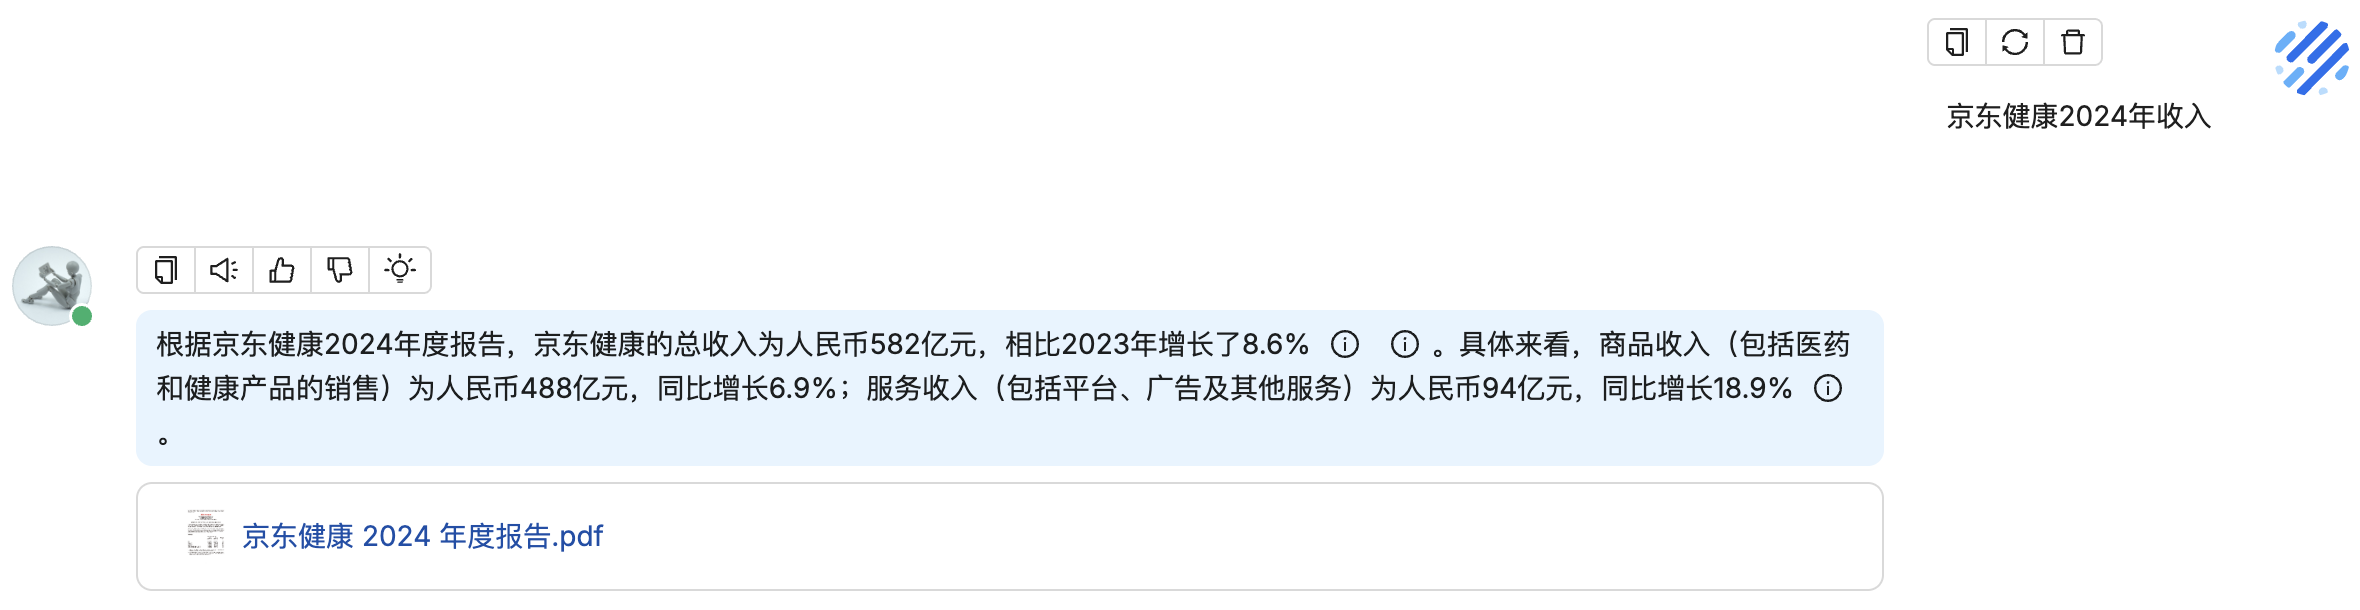 京东健康2024年收入
根据京东健康2024年度报告，京东健康的总收入为人民币582亿元，相比2023年增长了8.6% 。具体来看，商品收入（包括医药
和健康产品的销售）为人民币488亿元，同比增长6.9%；服务收入（包括平台、广告及其他服务）为人民币94亿元，同比增长18.9%
。
京东健康 2024 年度报告.pdf